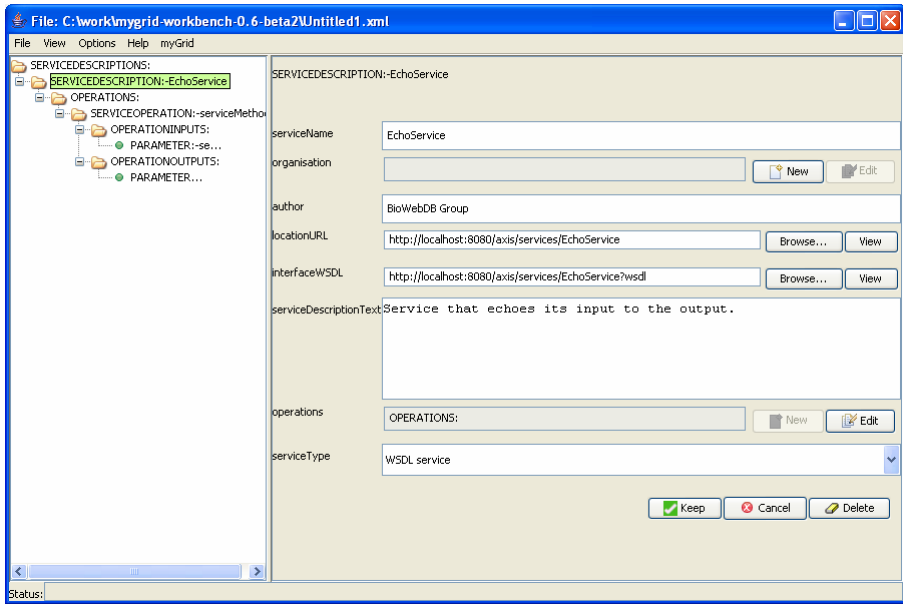 File: C:\work\mygrid-workbench-0.6-beta2\Untitled1.xml
File View Options Help myGrid
SERVICEDESCRIPTIONS:
SERVICEDESCRIPTION:-EchoService
OPERATIONS:
SERVICEOPERATION:-serviceMetho
OPERATIONINPUTS:
PARAMETER:-se...
OPERATIONOUTPUTS:
PARAMETER...
SERVICEDESCRIPTION:-EchoService
serviceName EchoService
organisation New Edit
author BioWebDB Group
locationURL http://localhost:8080/axis/services/EchoService Browse... View
interfaceWSDL http://localhost:8080/axis/services/EchoService?wsdl Browse... View
serviceDescriptionText Service that echoes its input to the output.
operations OPERATIONS: New Edit
serviceType WSDL service
Keep Cancel Delete
Status: